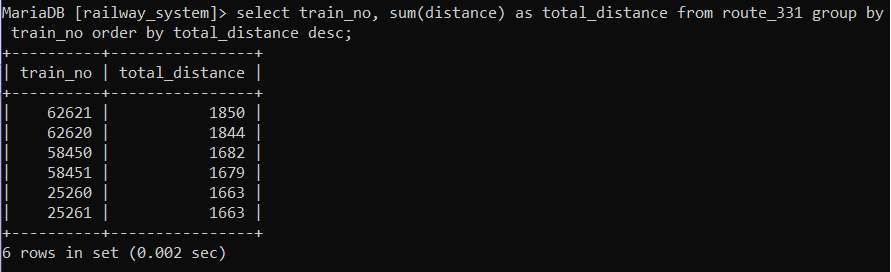 MariaDB [railway_system]> select train_no, sum(distance) as total_distance from route_331 group by
 train_no order by total_distance desc;
+----------+----------------+
| train_no | total_distance |
+----------+----------------+
|    62621 |           1850 |
|    62620 |           1844 |
|    58450 |           1682 |
|    58451 |           1679 |
|    25260 |           1663 |
|    25261 |           1663 |
+----------+----------------+
6 rows in set (0.002 sec)